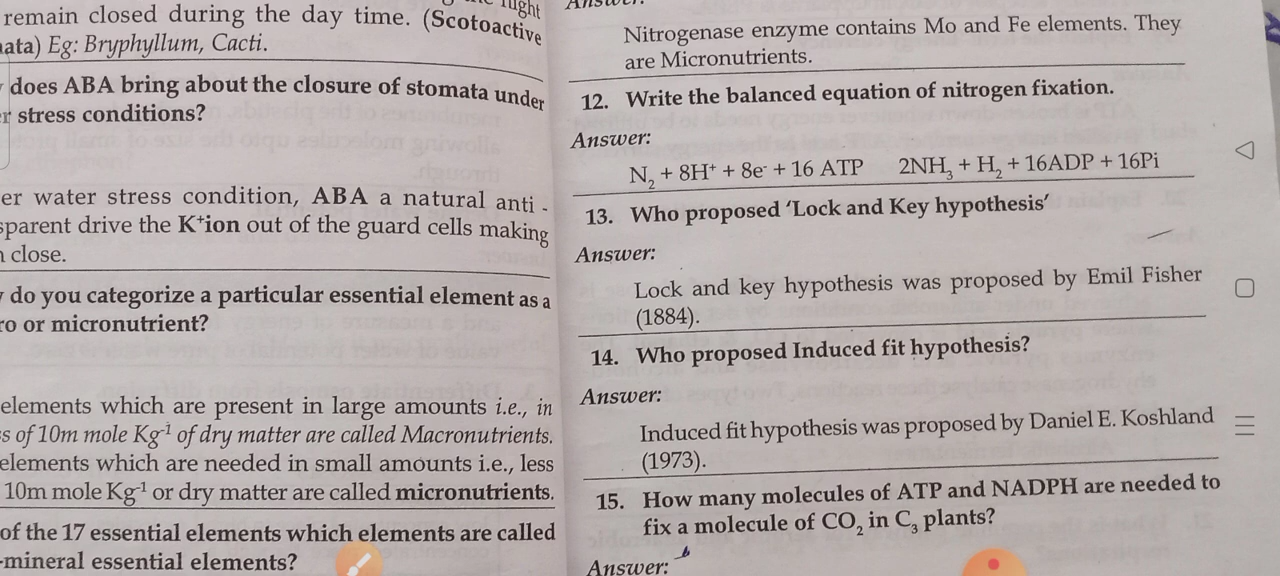 night
remain closed during the day time. (Scotoactive
ata) Eg: Bryphyllum, Cacti.
does ABA bring about the closure of stomata under
r stress conditions?
er water stress condition, ABA a natural anti -
sparent drive the K⁺ion out of the guard cells making
close.
do you categorize a particular essential element as a
ro or micronutrient?
elements which are present in large amounts i.e., in
s of 10m mole Kg⁻¹ of dry matter are called Macronutrients.
elements which are needed in small amounts i.e., less
10m mole Kg⁻¹ or dry matter are called micronutrients.
of the 17 essential elements which elements are called
-mineral essential elements?
Answer:
Nitrogenase enzyme contains Mo and Fe elements. They
are Micronutrients.
12. Write the balanced equation of nitrogen fixation.
Answer:
N₂ + 8H⁺ + 8e⁻ + 16 ATP 2NH₃ + H₂ + 16ADP + 16Pi
13. Who proposed ‘Lock and Key hypothesis’
Answer:
Lock and key hypothesis was proposed by Emil Fisher
(1884).
14. Who proposed Induced fit hypothesis?
Answer:
Induced fit hypothesis was proposed by Daniel E. Koshland
(1973).
15. How many molecules of ATP and NADPH are needed to
fix a molecule of CO₂ in C₃ plants?
Answer: